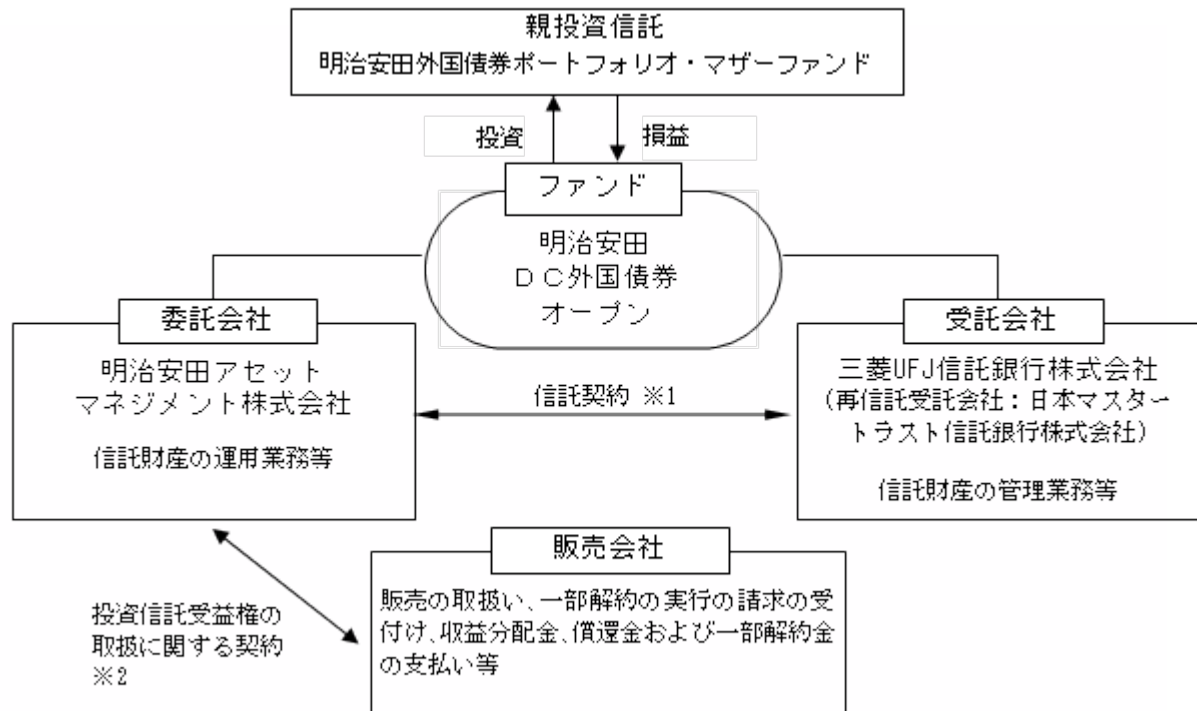 親投資信託
明治安田外国債券ポートフォリオ・マザーファンド
投資
損益
ファンド
明治安田
DC外国債券
オープン
委託会社
明治安田アセット
マネジメント株式会社
信託財産の運用業務等
信託契約 ※1
受託会社
三菱UFJ信託銀行株式会社
(再信託受託会社:日本マスター
トラスト信託銀行株式会社)
信託財産の管理業務等
投資信託受益権の
取扱に関する契約
※2
販売会社
販売の取扱い、一部解約の実行の請求の受
付け、収益分配金、償還金および一部解約金
の支払い等